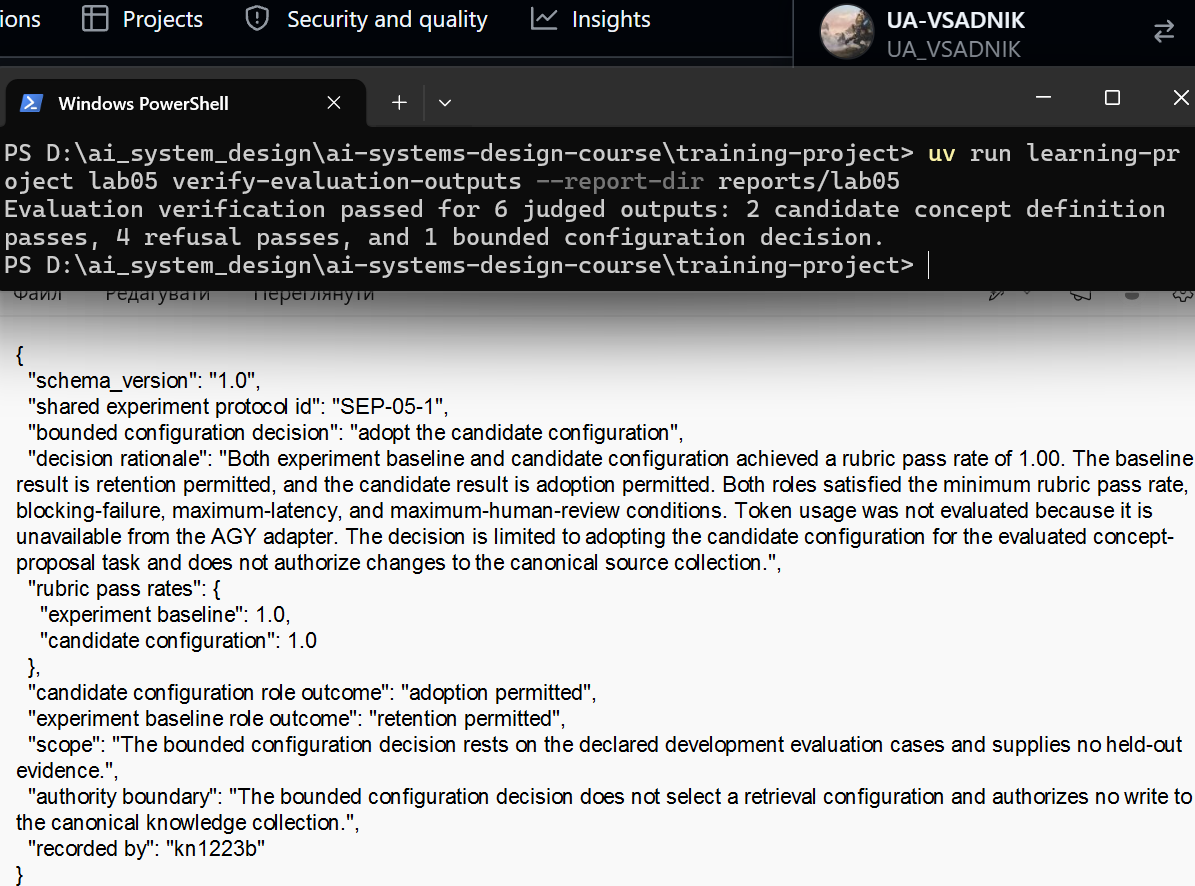 ions Projects Security and quality Insights
UA-VSADNIK
UA_VSADNIK
Windows PowerShell
PS D:\ai_system_design\ai-systems-design-course\training-project> uv run learning-pr
oject lab05 verify-evaluation-outputs --report-dir reports/lab05
Evaluation verification passed for 6 judged outputs: 2 candidate concept definition
passes, 4 refusal passes, and 1 bounded configuration decision.
PS D:\ai_system_design\ai-systems-design-course\training-project>
Файл Редагувати Переглянути
{
"schema_version": "1.0",
"shared experiment protocol id": "SEP-05-1",
"bounded configuration decision": "adopt the candidate configuration",
"decision rationale": "Both experiment baseline and candidate configuration achieved a rubric pass rate of 1.00. The baseline
result is retention permitted, and the candidate result is adoption permitted. Both roles satisfied the minimum rubric pass rate,
blocking-failure, maximum-latency, and maximum-human-review conditions. Token usage was not evaluated because it is
unavailable from the AGY adapter. The decision is limited to adopting the candidate configuration for the evaluated concept-
proposal task and does not authorize changes to the canonical source collection.",
"rubric pass rates": {
"experiment baseline": 1.0,
"candidate configuration": 1.0
},
"candidate configuration role outcome": "adoption permitted",
"experiment baseline role outcome": "retention permitted",
"scope": "The bounded configuration decision rests on the declared development evaluation cases and supplies no held-out
evidence.",
"authority boundary": "The bounded configuration decision does not select a retrieval configuration and authorizes no write to
the canonical knowledge collection.",
"recorded by": "kn1223b"
}